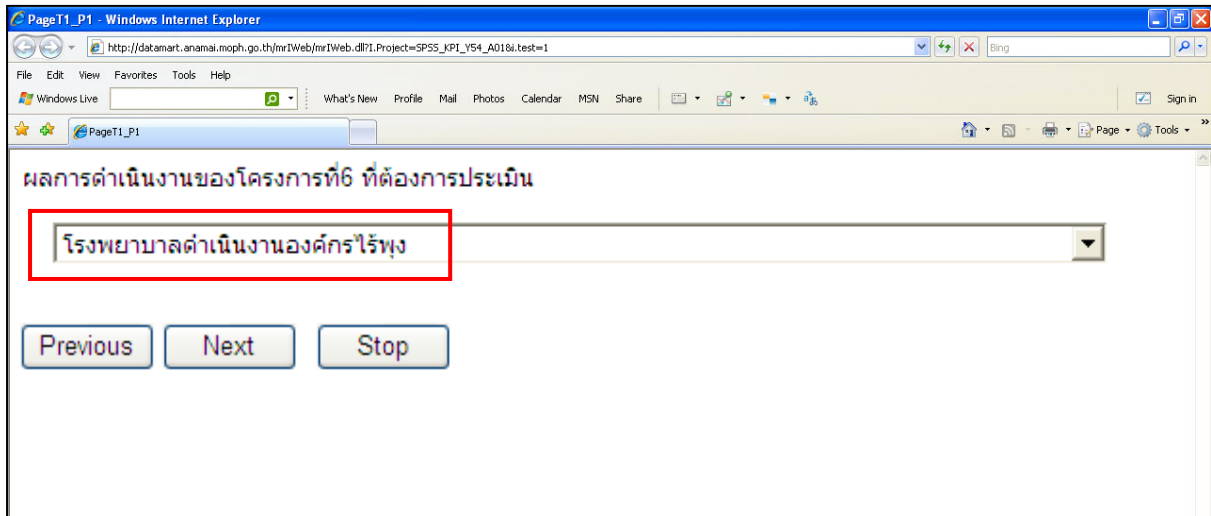 PageT1_P1 - Windows Internet Explorer
http://datamart.anamai.moph.go.th/mrIWeb/mrIWeb.dll?I.Project=SPSS_KPI_Y54_A018&i.test=1
Bing
File Edit View Favorites Tools Help
Windows Live What's New Profile Mail Photos Calendar MSN Share Sign in
PageT1_P1 Page Tools
ผลการดำเนินงานของโครงการที่6 ที่ต้องการประเมิน
โรงพยาบาลดำเนินงานองค์กรไร้พุง
Previous Next Stop